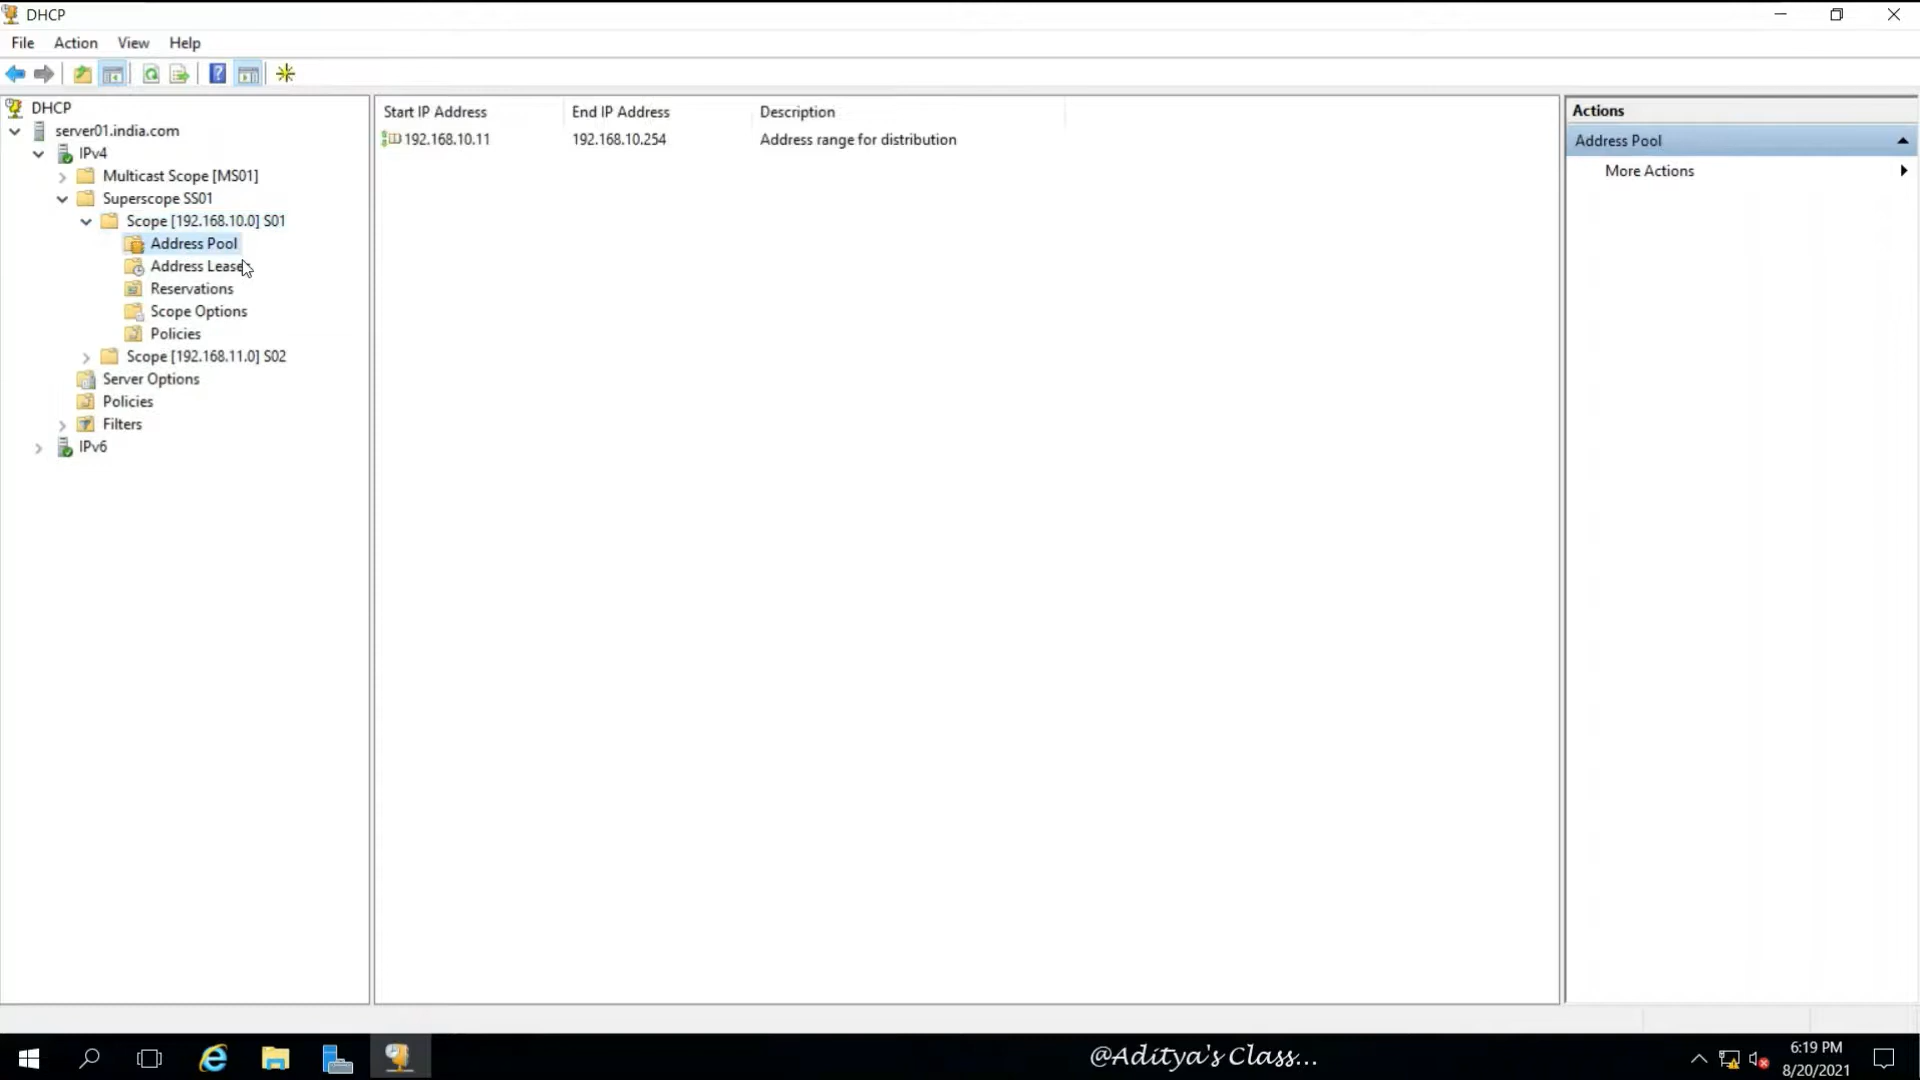 DHCP
File Action View Help
DHCP
server01.india.com
IPv4
Multicast Scope [MS01]
Superscope SS01
Scope [192.168.10.0] S01
Address Pool
Address Lease
Reservations
Scope Options
Policies
Scope [192.168.11.0] S02
Server Options
Policies
Filters
IPv6
Start IP Address End IP Address Description
192.168.10.11 192.168.10.254 Address range for distribution
Actions
Address Pool
More Actions
@Aditya's Class...
6:19 PM
8/20/2021